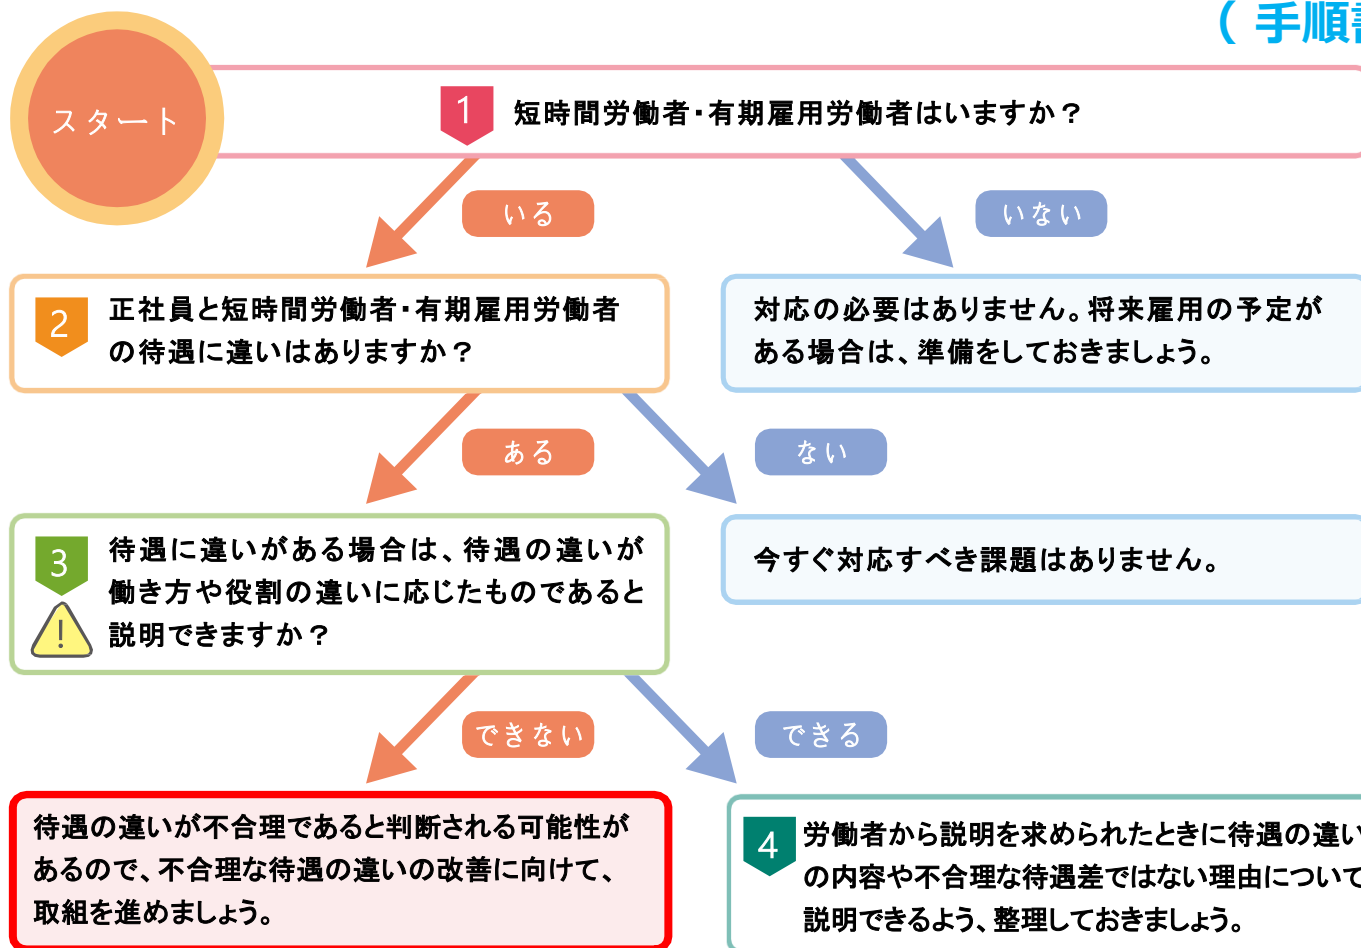 （ 手順
スタート
1 短時間労働者・有期雇用労働者はいますか？
いる
いない
2 正社員と短時間労働者・有期雇用労働者
の待遇に違いはありますか？
対応の必要はありません。将来雇用の予定が
ある場合は、準備をしておきましょう。
ある
ない
3 待遇に違いがある場合は、待遇の違いが
働き方や役割の違いに応じたものであると
説明できますか？
今すぐ対応すべき課題はありません。
できない
できる
待遇の違いが不合理であると判断される可能性が
あるので、不合理な待遇の違いの改善に向けて、
取組を進めましょう。
4 労働者から説明を求められたときに待遇の違い
の内容や不合理な待遇差ではない理由について
説明できるよう、整理しておきましょう。